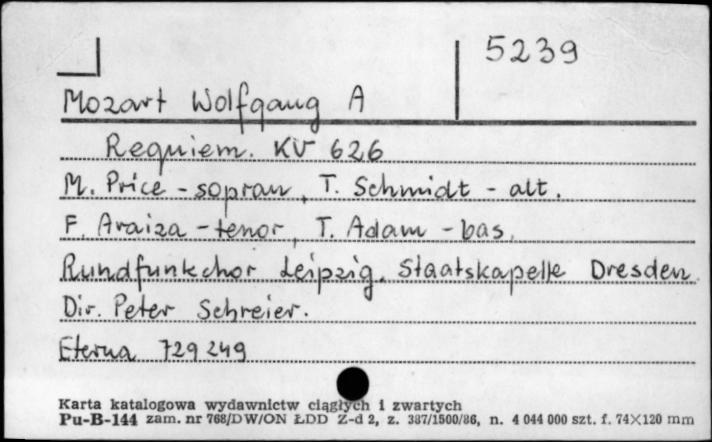 5239
Mozart Wolfgang A
Requiem. KV 626
M. Price - sopran, T. Schmidt - alt.
F. Araiza - tenor, T. Adam - bas.
Rundfunkchor Leipzig. Staatskapelle Dresden.
Dir. Peter Schreier.
Eterna 729 249
Karta katalogowa wydawnictw ciągłych i zwartych
Pu-B-144 zam. nr 768/DW/ON ŁDD Z-d 2, z. 387/1500/86, n. 4 044 000 szt. f. 74×120 mm